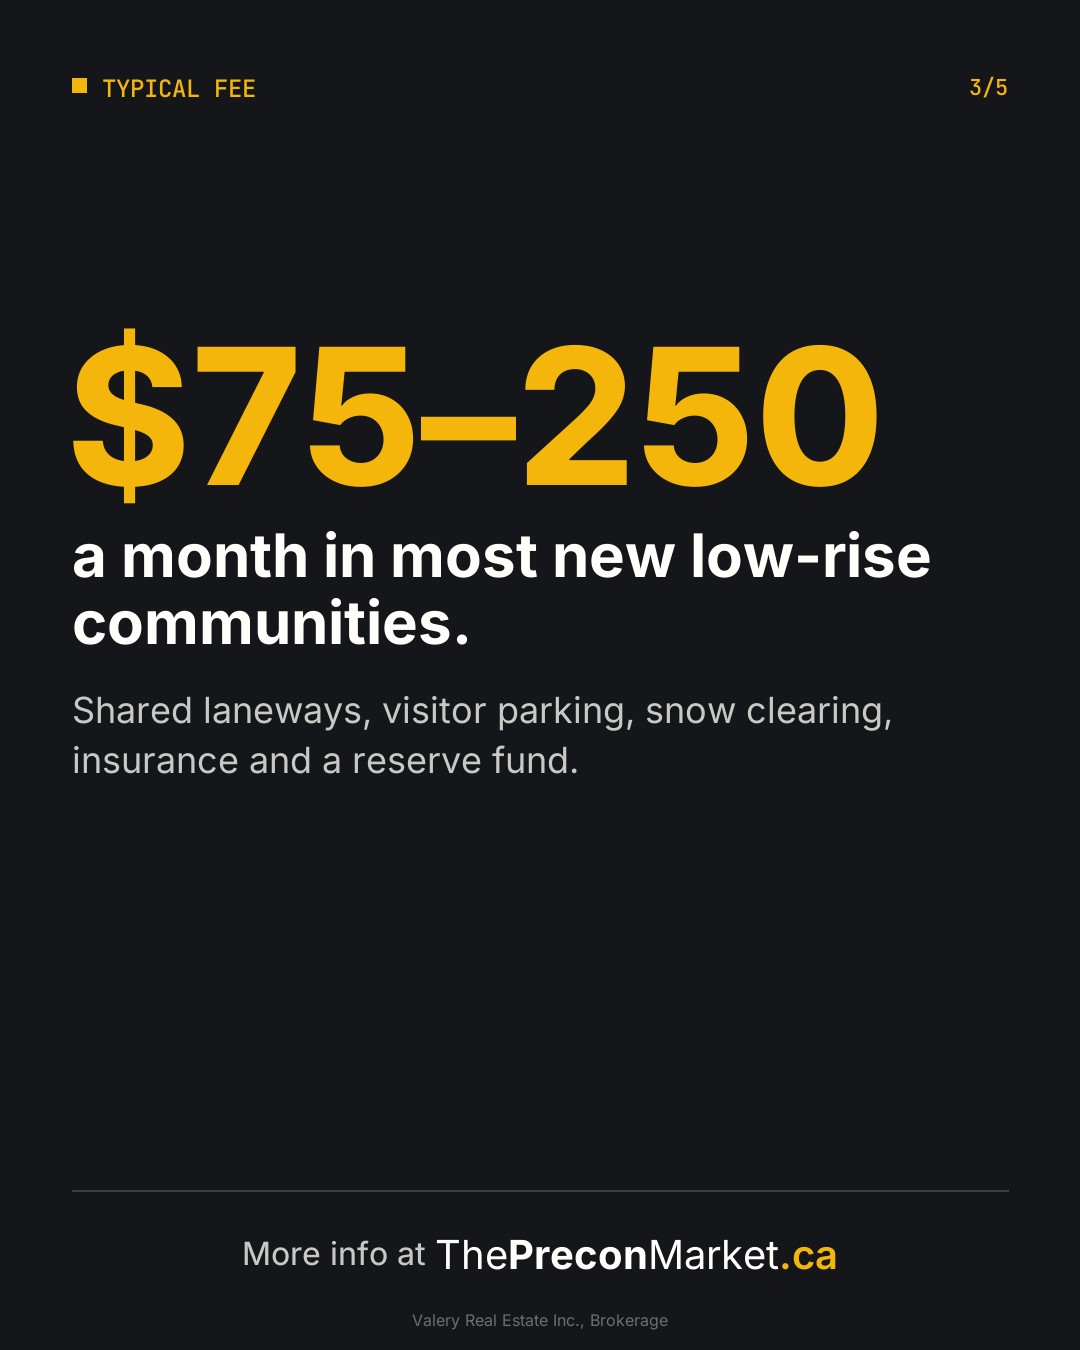 TYPICAL FEE
3/5
$75–250
a month in most new low-rise
communities.
Shared laneways, visitor parking, snow clearing,
insurance and a reserve fund.
More info at ThePreconMarket.ca
Valery Real Estate Inc., Brokerage